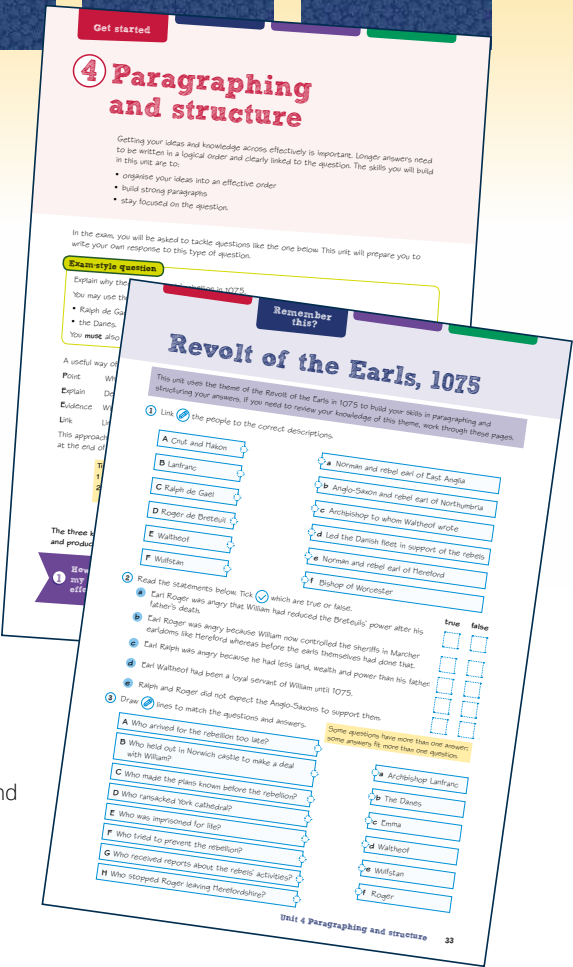 Get started
4 Paragraphing
and structure
Getting your ideas and knowledge across effectively is important. Longer answers need
to be written in a logical order and clearly linked to the question. The skills you will build
in this unit are to:
• organise your ideas into an effective order
• build strong paragraphs
• stay focused on the question.
In the exam, you will be asked to tackle questions like the one below. This unit will prepare you to
write your own response to this type of question.
Exam-style question
Explain why the
in 1075.
You may use th
• Ralph de Ga
• the Danes.
You must also
A useful way of
Point Wh
Explain De
Evidence W
Link Li
This approach
at the end of
1
2
The three k
and produc
1 How
my
effe
Remember
this?
Revolt of the Earls, 1075
This unit uses the theme of the Revolt of the Earls in 1075 to build your skills in paragraphing and
structuring your answers. If you need to review your knowledge of this theme, work through these pages.
1 Link the people to the correct descriptions.
A Cnut and Hakon
B Lanfranc
C Ralph de Gael
D Roger de Breteuil
E Waltheof
F Wulfstan
a Norman and rebel earl of East Anglia
b Anglo-Saxon and rebel earl of Northumbria
c Archbishop to whom Waltheof wrote
d Led the Danish fleet in support of the rebels
e Norman and rebel earl of Hereford
f Bishop of Worcester
2 Read the statements below. Tick which are true or false.
true false
a Earl Roger was angry that William had reduced the Breteuils' power after his
father's death.
b Earl Roger was angry because William now controlled the sheriffs in Marcher
earldoms like Hereford whereas before the earls themselves had done that.
c Earl Ralph was angry because he had less land, wealth and power than his father.
d Earl Waltheof had been a loyal servant of William until 1075.
e Ralph and Roger did not expect the Anglo-Saxons to support them.
3 Draw lines to match the questions and answers.
Some questions have more than one answer;
some answers fit more than one question.
A Who arrived for the rebellion too late?
B Who held out in Norwich castle to make a deal
with William?
C Who made the plans known before the rebellion?
D Who ransacked York cathedral?
E Who was imprisoned for life?
F Who tried to prevent the rebellion?
G Who received reports about the rebels' activities?
H Who stopped Roger leaving Herefordshire?
a Archbishop Lanfranc
b The Danes
c Emma
d Waltheof
e Wulfstan
f Roger
Unit 4 Paragraphing and structure 33
nd